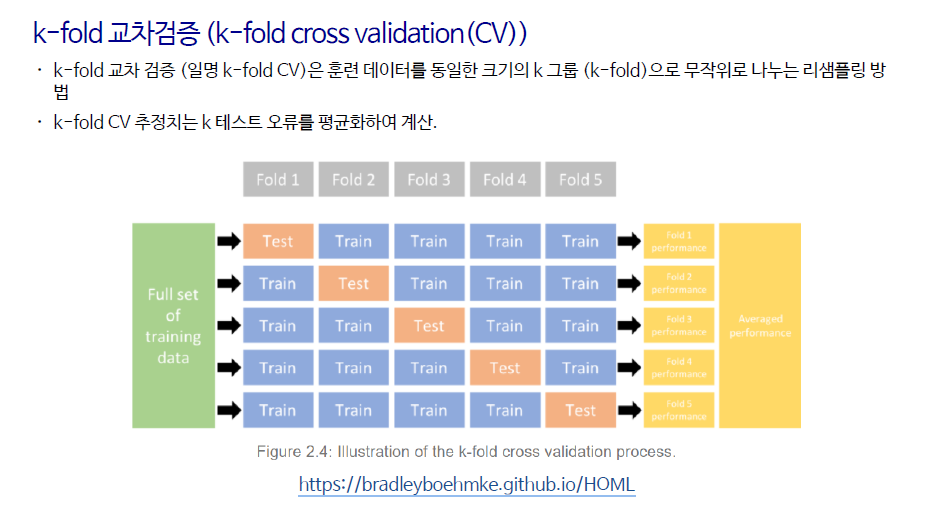 k-fold 교차검증 (k-fold cross validation(CV))
· k-fold 교차 검증 (일명 k-fold CV)은 훈련 데이터를 동일한 크기의 k 그룹 (k-fold)으로 무작위로 나누는 리샘플링 방
법
· k-fold CV 추정치는 k 테스트 오류를 평균화하여 계산.
Fold 1 Fold 2 Fold 3 Fold 4 Fold 5
Full set
of
training
data
Test Train Train Train Train
Fold 1
performance
Train Test Train Train Train
Fold 2
performance
Train Train Test Train Train
Fold 3
performance
Train Train Train Test Train
Fold 4
performance
Train Train Train Train Test
Fold 5
performance
Averaged
performance
Figure 2.4: Illustration of the k-fold cross validation process.
https://bradleyboehmke.github.io/HOML